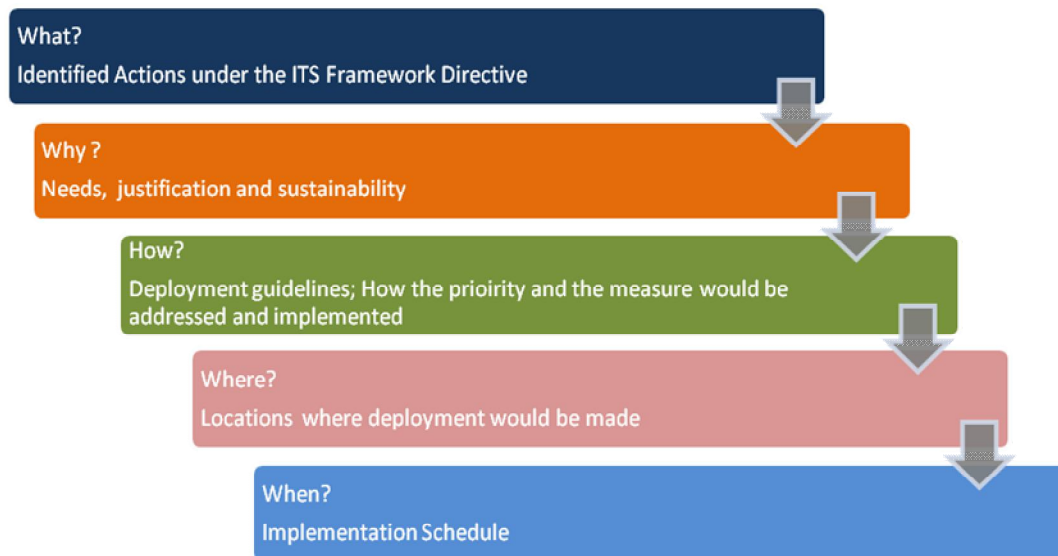 What?
Identified Actions under the ITS Framework Directive
Why ?
Needs, justification and sustainability
How?
Deployment guidelines; How the prioirity and the measure would be
addressed and implemented
Where?
Locations where deployment would be made
When?
Implementation Schedule